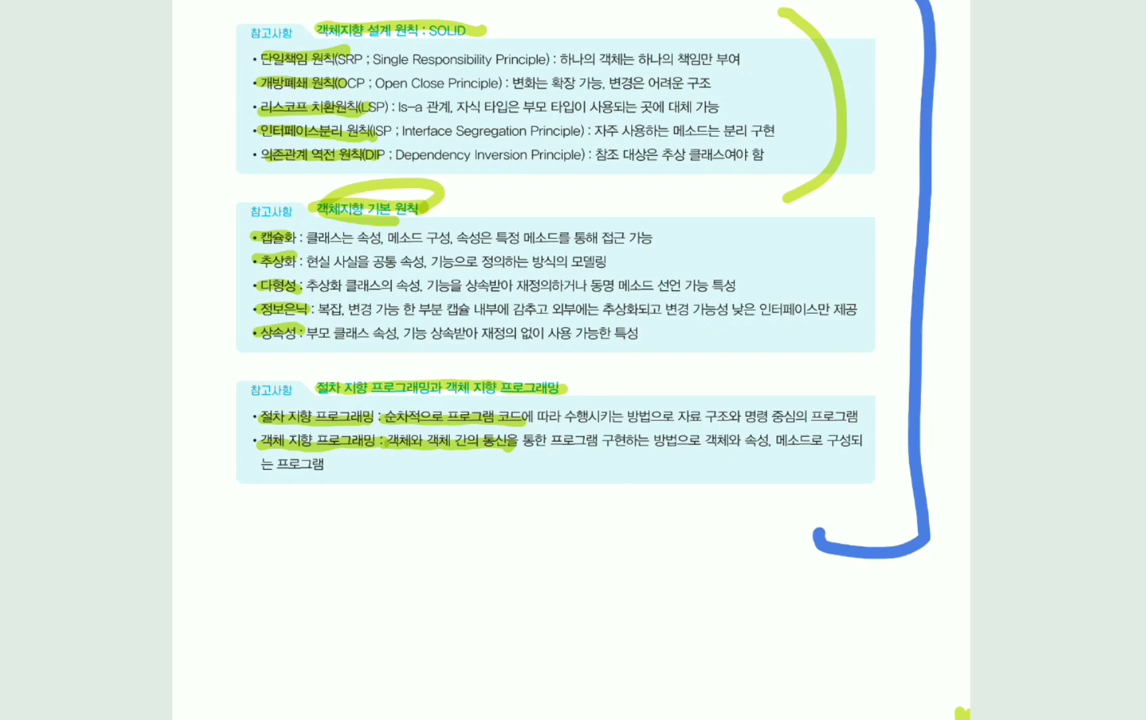 참고사항 객체지향 설계 원칙 : SOLID
• 단일책임 원칙(SRP ; Single Responsibility Principle) : 하나의 객체는 하나의 책임만 부여
• 개방폐쇄 원칙(OCP ; Open Close Principle) : 변화는 확장 가능, 변경은 어려운 구조
• 리스코프 치환원칙(LSP) : Is-a 관계, 자식 타입은 부모 타입이 사용되는 곳에 대체 가능
• 인터페이스분리 원칙(ISP ; Interface Segregation Principle) : 자주 사용하는 메소드는 분리 구현
• 의존관계 역전 원칙(DIP ; Dependency Inversion Principle) : 참조 대상은 추상 클래스여야 함
참고사항 객체지향 기본 원칙
• 캡슐화 : 클래스는 속성, 메소드 구성, 속성은 특정 메소드를 통해 접근 가능
• 추상화 : 현실 사실을 공통 속성, 기능으로 정의하는 방식의 모델링
• 다형성 : 추상화 클래스의 속성, 기능을 상속받아 재정의하거나 동명 메소드 선언 가능 특성
• 정보은닉 : 복잡, 변경 가능 한 부분 캡슐 내부에 감추고 외부에는 추상화되고 변경 가능성 낮은 인터페이스만 제공
• 상속성 : 부모 클래스 속성, 기능 상속받아 재정의 없이 사용 가능한 특성
참고사항 절차 지향 프로그래밍과 객체 지향 프로그래밍
• 절차 지향 프로그래밍 : 순차적으로 프로그램 코드에 따라 수행시키는 방법으로 자료 구조와 명령 중심의 프로그램
• 객체 지향 프로그래밍 : 객체와 객체 간의 통신을 통한 프로그램 구현하는 방법으로 객체와 속성, 메소드로 구성되
는 프로그램